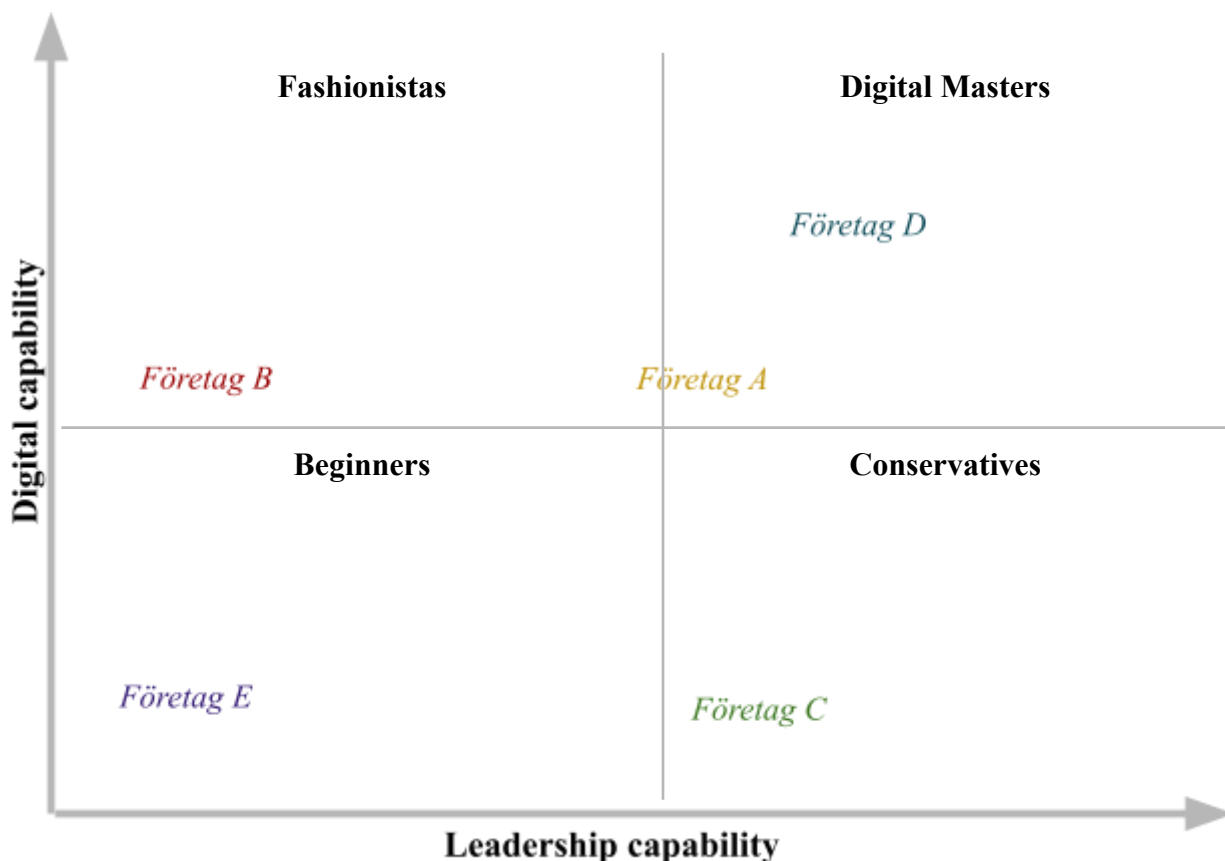 Fashionistas
Digital Masters
Företag D
Företag B
Företag A
Digital capability
Beginners
Conservatives
Företag E
Företag C
Leadership capability